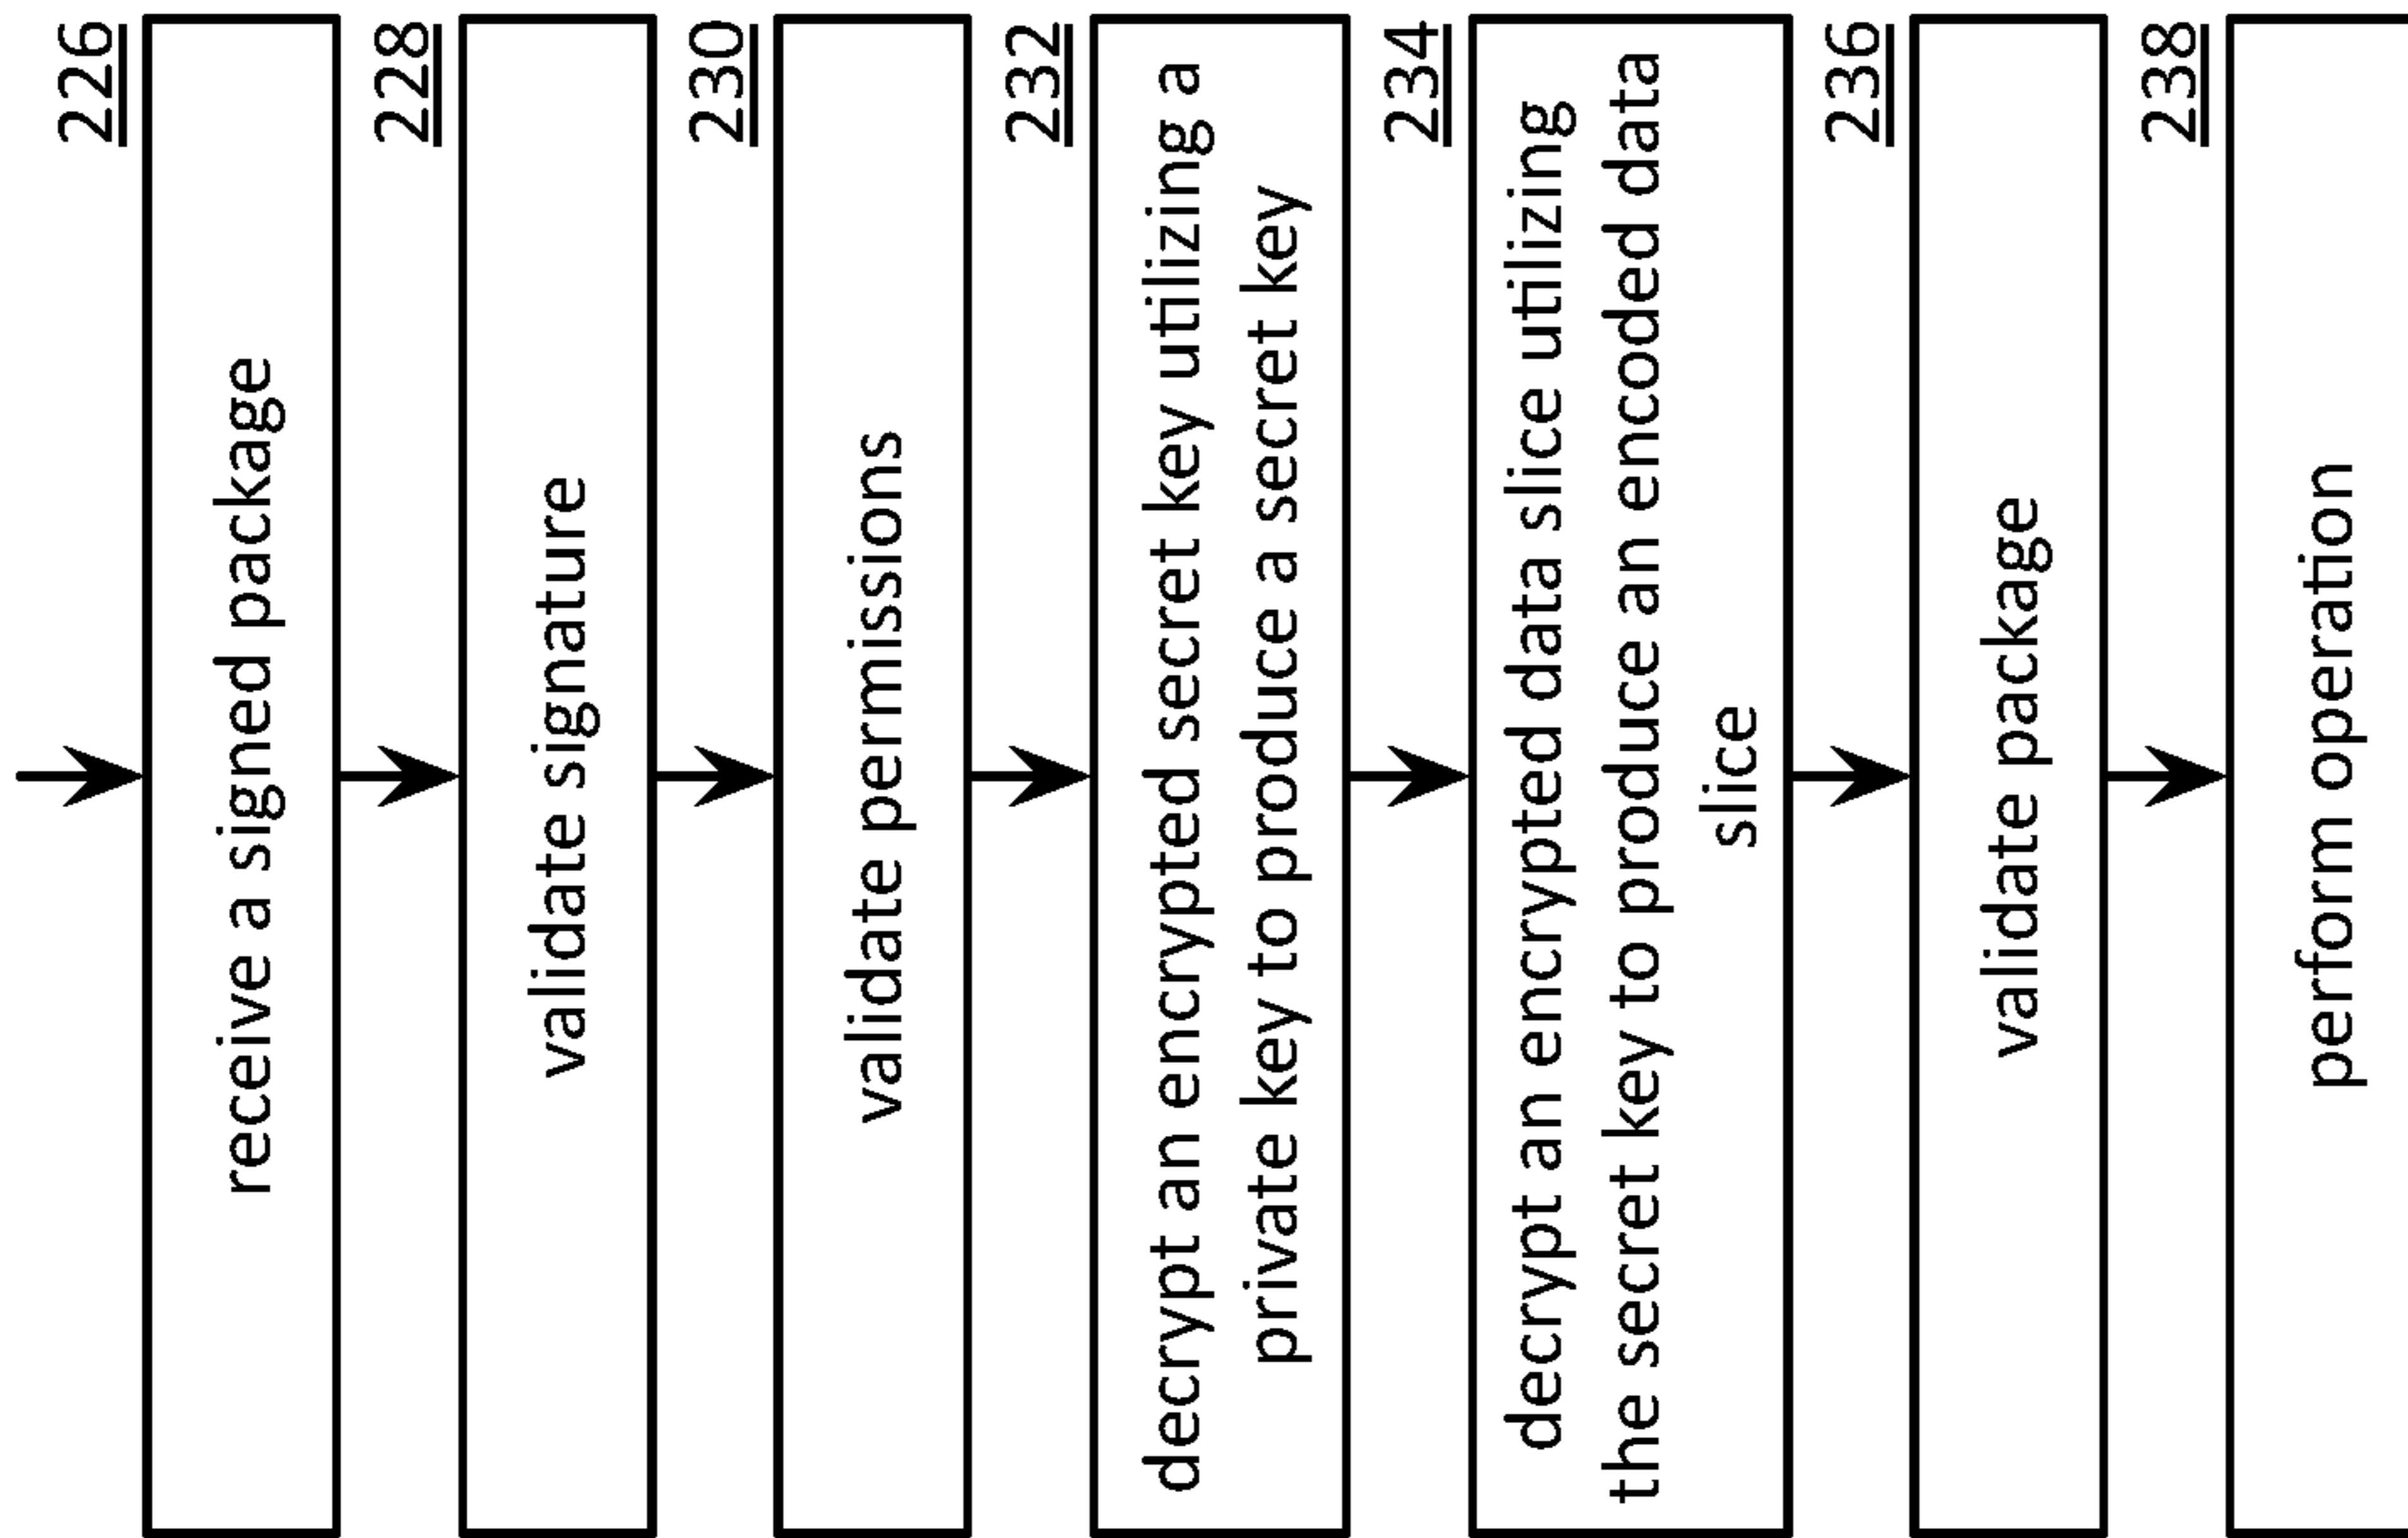 226
receive a signed package
228
validate signature
230
validate permissions
232
decrypt an encrypted secret key utilizing a
private key to produce a secret key
234
decrypt an encrypted data slice utilizing
the secret key to produce an encoded data
slice
236
validate package
238
perform operation